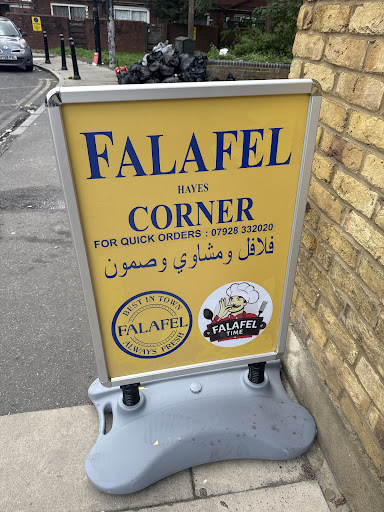 FALAFEL
HAYES
CORNER
FOR QUICK ORDERS : 07928 332020
فلافل ومشاوي وصمون
BEST IN TOWN
FALAFEL
ALWAYS FRESH
FALAFEL
TIME